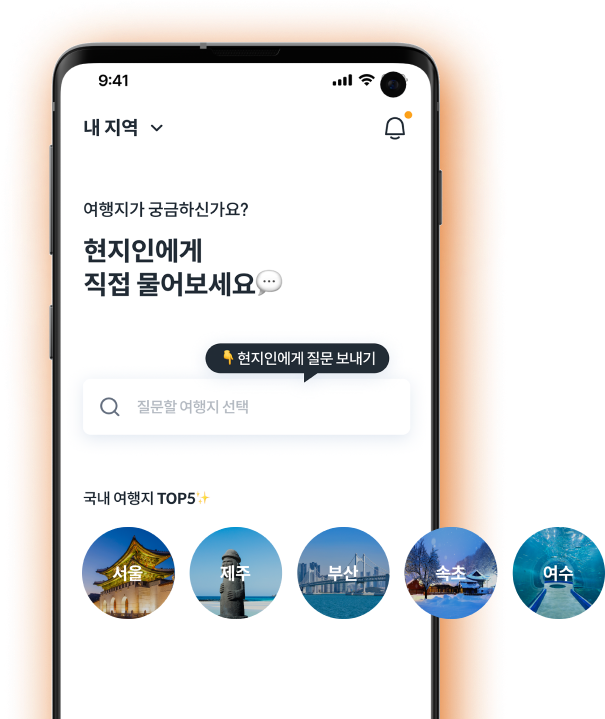 9:41
내 지역
여행지가 궁금하신가요?
현지인에게
직접 물어보세요💬
👇 현지인에게 질문 보내기
질문할 여행지 선택
국내 여행지 TOP5✨
서울 제주 부산 속초 여수